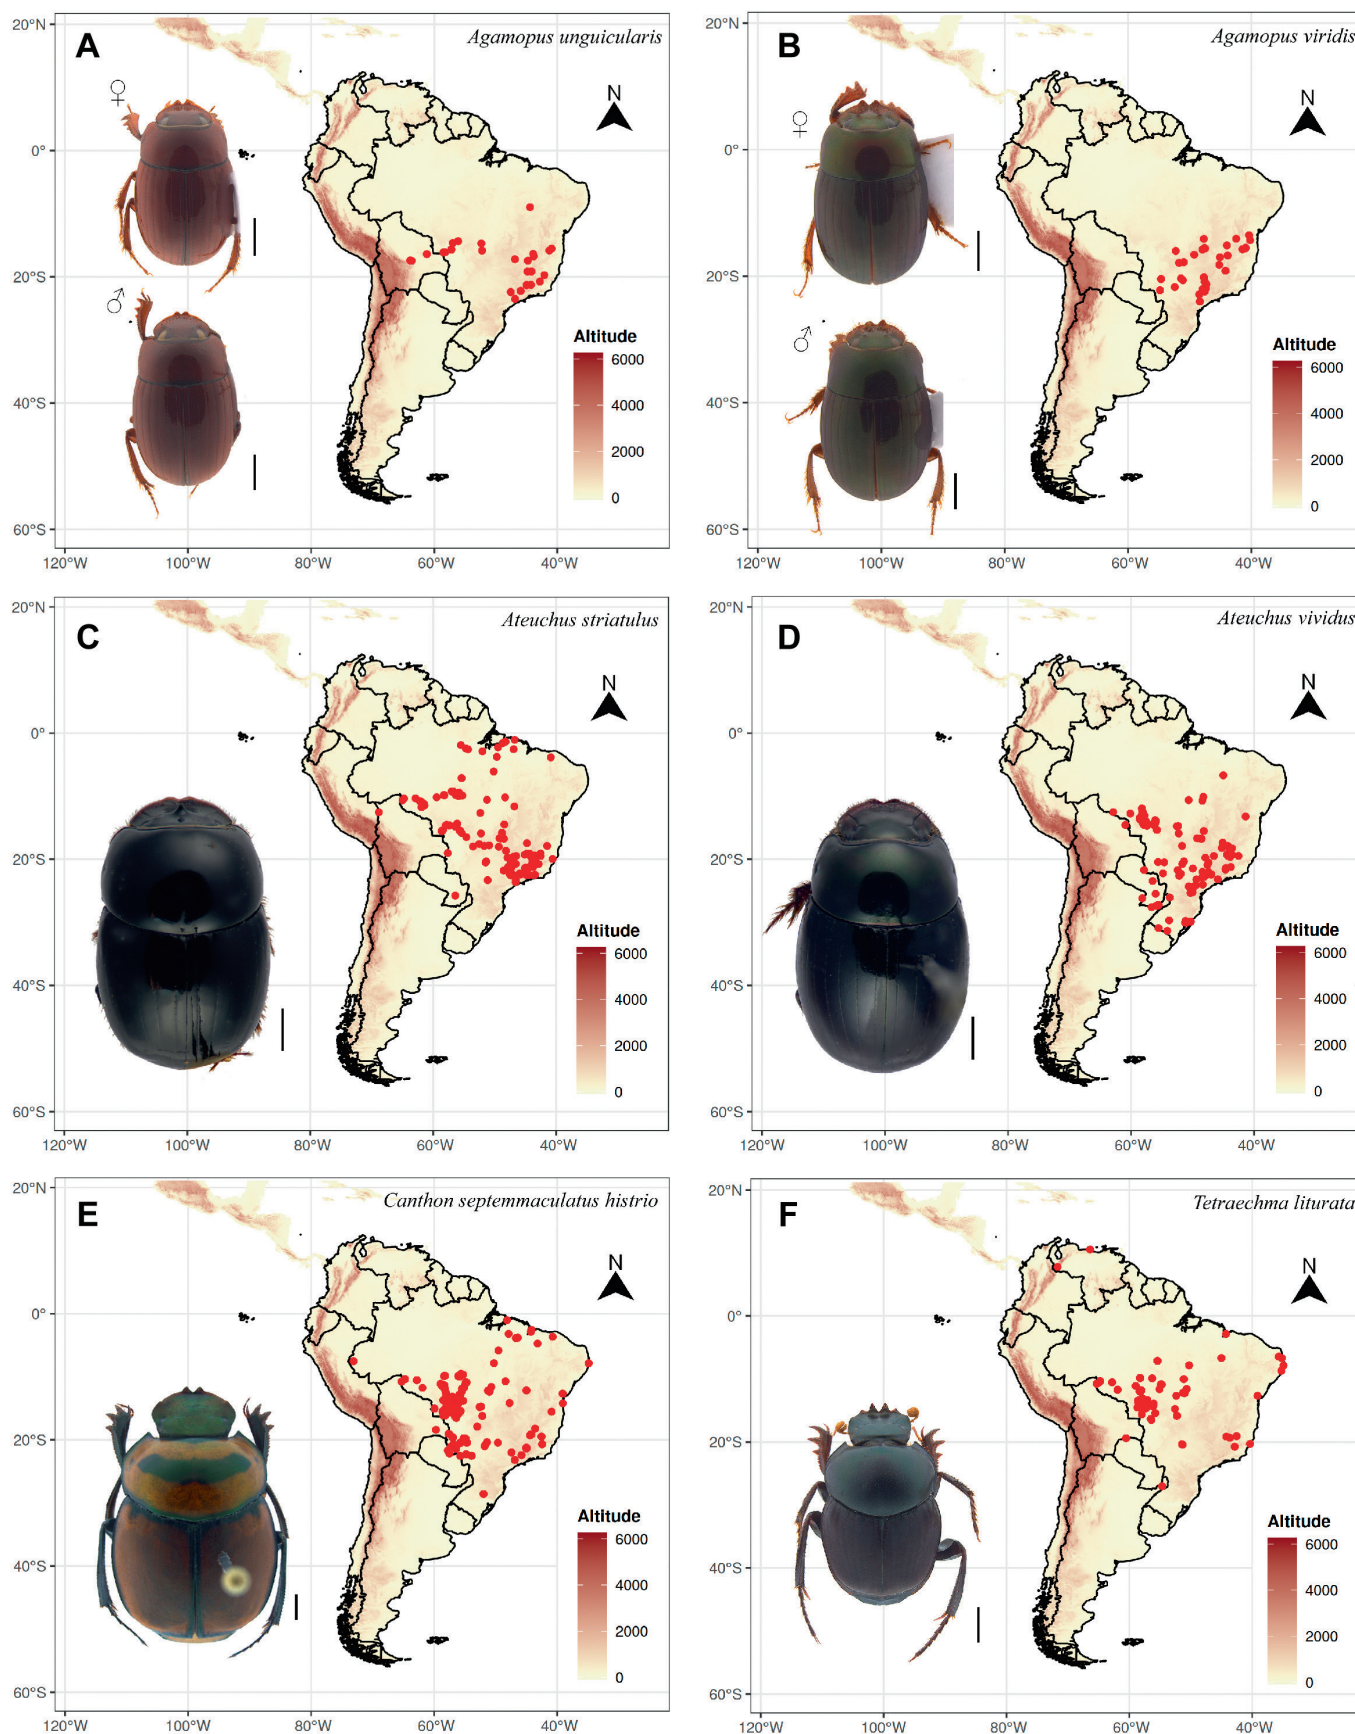 A
Agamopus unguicularis
♀
♂
N
Altitude
6000
4000
2000
0
20°N
0°
20°S
40°S
60°S
120°W
100°W
80°W
60°W
40°W
B
Agamopus viridis
♀
♂
N
Altitude
6000
4000
2000
0
20°N
0°
20°S
40°S
60°S
120°W
100°W
80°W
60°W
40°W
C
Ateuchus striatulus
N
Altitude
6000
4000
2000
0
20°N
0°
20°S
40°S
60°S
120°W
100°W
80°W
60°W
40°W
D
Ateuchus vividus
N
Altitude
6000
4000
2000
0
20°N
0°
20°S
40°S
60°S
120°W
100°W
80°W
60°W
40°W
E
Canthon septemmaculatus histrio
N
Altitude
6000
4000
2000
0
20°N
0°
20°S
40°S
60°S
120°W
100°W
80°W
60°W
40°W
F
Tetraechma liturata
N
Altitude
6000
4000
2000
0
20°N
0°
20°S
40°S
60°S
120°W
100°W
80°W
60°W
40°W